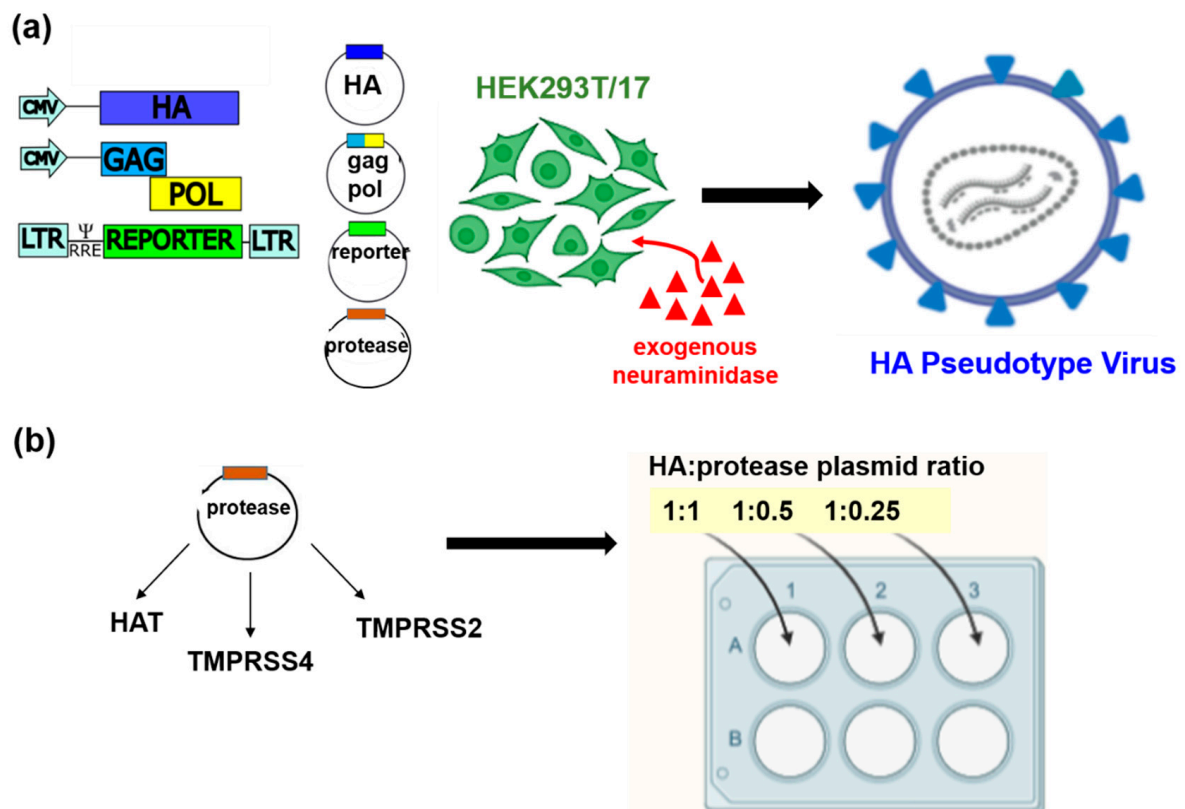 (a)
CMV HA
CMV GAG
POL
LTR Ψ RRE REPORTER LTR
HA
gag
pol
reporter
protease
HEK293T/17
exogenous
neuraminidase
HA Pseudotype Virus
(b)
protease
HAT
TMPRSS4
TMPRSS2
HA:protease plasmid ratio
1:1 1:0.5 1:0.25
1 2 3
A
B